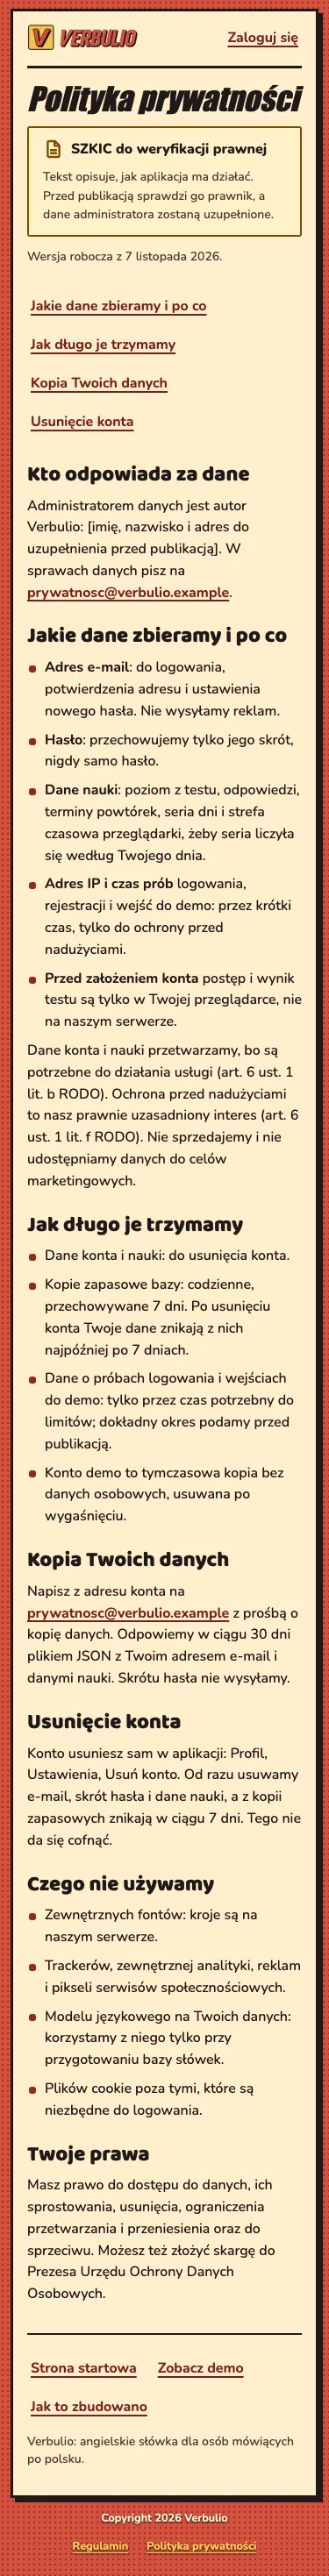 V VERBULIO
Zaloguj się
Polityka prywatności
SZKIC do weryfikacji prawnej
Tekst opisuje, jak aplikacja ma działać.
Przed publikacją sprawdzi go prawnik, a
dane administratora zostaną uzupełnione.
Wersja robocza z 7 listopada 2026.
Jakie dane zbieramy i po co
Jak długo je trzymamy
Kopia Twoich danych
Usunięcie konta
Kto odpowiada za dane
Administratorem danych jest autor
Verbulio: [imię, nazwisko i adres do
uzupełnienia przed publikacją]. W
sprawach danych pisz na
prywatnosc@verbulio.example.
Jakie dane zbieramy i po co
Adres e-mail: do logowania,
potwierdzenia adresu i ustawienia
nowego hasła. Nie wysyłamy reklam.
Hasło: przechowujemy tylko jego skrót,
nigdy samo hasło.
Dane nauki: poziom z testu, odpowiedzi,
terminy powtórek, seria dni i strefa
czasowa przeglądarki, żeby seria liczyła
się według Twojego dnia.
Adres IP i czas prób logowania,
rejestracji i wejść do demo: przez krótki
czas, tylko do ochrony przed
nadużyciami.
Przed założeniem konta postęp i wynik
testu są tylko w Twojej przeglądarce, nie
na naszym serwerze.
Dane konta i nauki przetwarzamy, bo są
potrzebne do działania usługi (art. 6 ust. 1
lit. b RODO). Ochrona przed nadużyciami
to nasz prawnie uzasadniony interes (art. 6
ust. 1 lit. f RODO). Nie sprzedajemy i nie
udostępniamy danych do celów
marketingowych.
Jak długo je trzymamy
Dane konta i nauki: do usunięcia konta.
Kopie zapasowe bazy: codzienne,
przechowywane 7 dni. Po usunięciu
konta Twoje dane znikają z nich
najpóźniej po 7 dniach.
Dane o próbach logowania i wejściach
do demo: tylko przez czas potrzebny do
limitów; dokładny okres podamy przed
publikacją.
Konto demo to tymczasowa kopia bez
danych osobowych, usuwana po
wygaśnięciu.
Kopia Twoich danych
Napisz z adresu konta na
prywatnosc@verbulio.example z prośbą o
kopię danych. Odpowiemy w ciągu 30 dni
plikiem JSON z Twoim adresem e-mail i
danymi nauki. Skrótu hasła nie wysyłamy.
Usunięcie konta
Konto usuniesz sam w aplikacji: Profil,
Ustawienia, Usuń konto. Od razu usuwamy
e-mail, skrót hasła i dane nauki, a z kopii
zapasowych znikają w ciągu 7 dni. Tego nie
da się cofnąć.
Czego nie używamy
Zewnętrznych fontów: kroje są na
naszym serwerze.
Trackerów, zewnętrznej analityki, reklam
i pikseli serwisów społecznościowych.
Modelu językowego na Twoich danych:
korzystamy z niego tylko przy
przygotowaniu bazy słówek.
Plików cookie poza tymi, które są
niezbędne do logowania.
Twoje prawa
Masz prawo do dostępu do danych, ich
sprostowania, usunięcia, ograniczenia
przetwarzania i przeniesienia oraz do
sprzeciwu. Możesz też złożyć skargę do
Prezesa Urzędu Ochrony Danych
Osobowych.
Strona startowa Zobacz demo
Jak to zbudowano
Verbulio: angielskie słówka dla osób mówiących
po polsku.
Copyright 2026 Verbulio
Regulamin Polityka prywatności